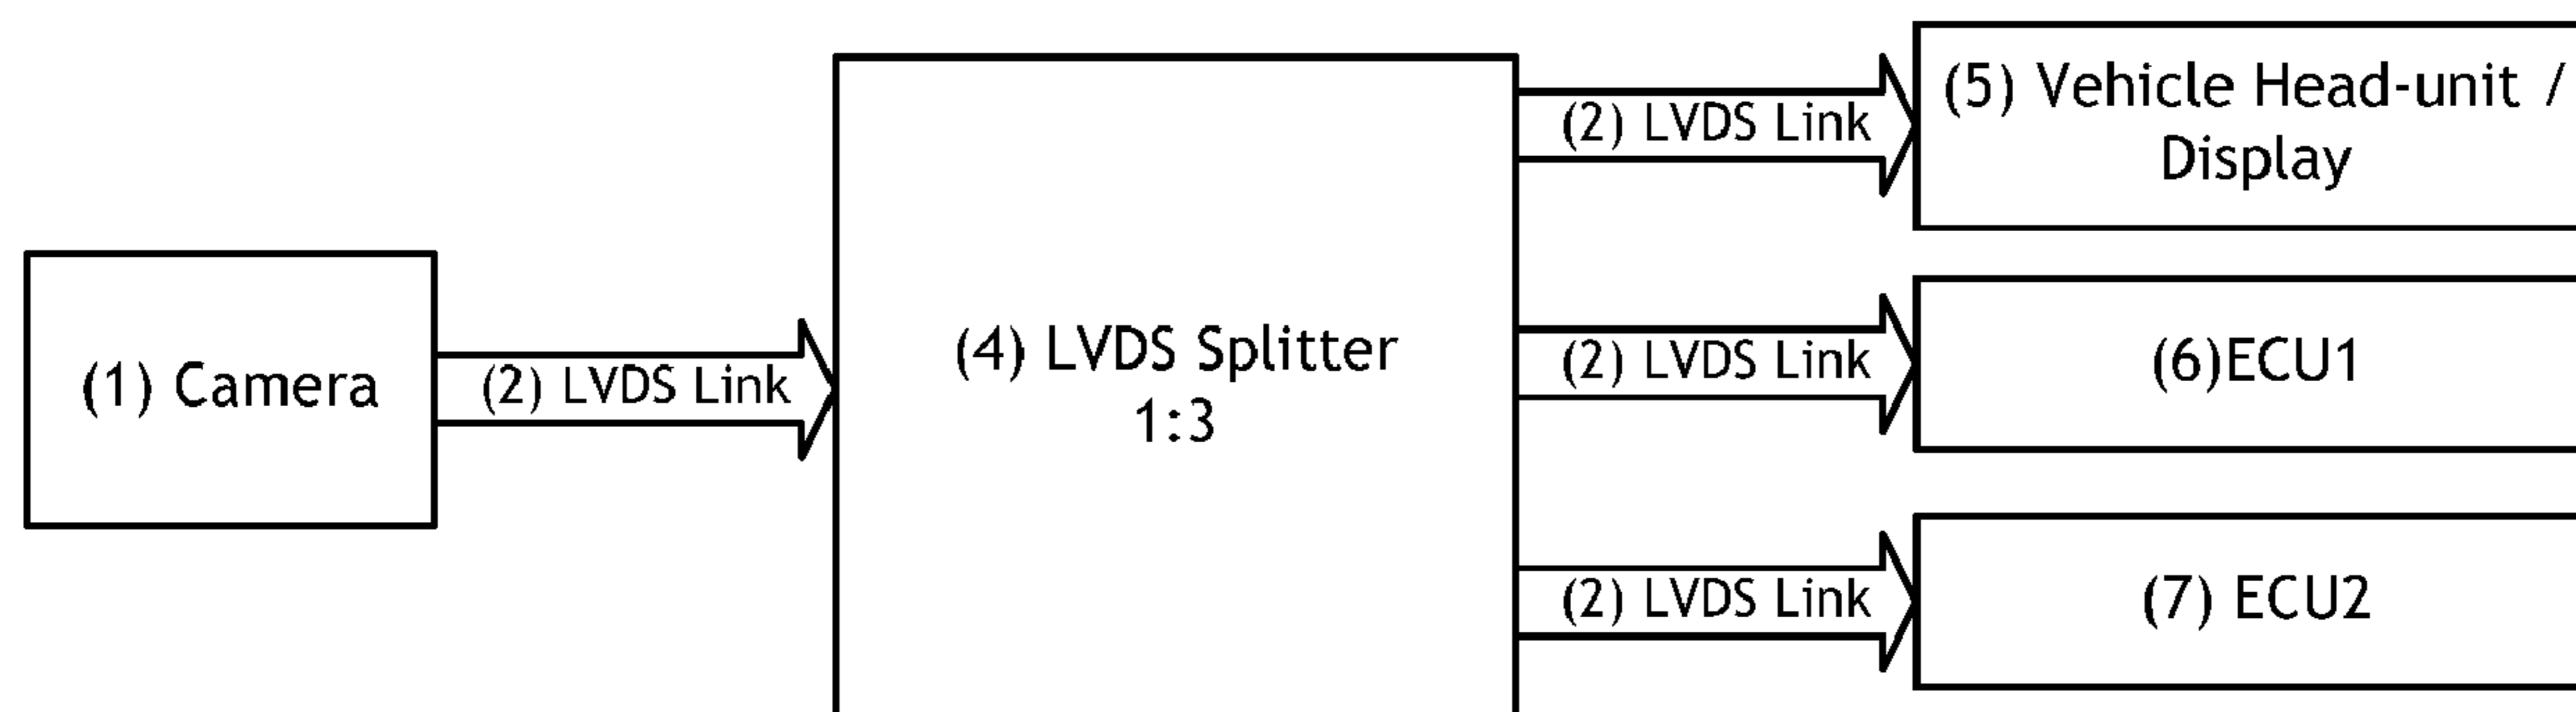 (1) Camera
(2) LVDS Link
(4) LVDS Splitter
1:3
(2) LVDS Link
(5) Vehicle Head-unit /
Display
(2) LVDS Link
(6)ECU1
(2) LVDS Link
(7) ECU2